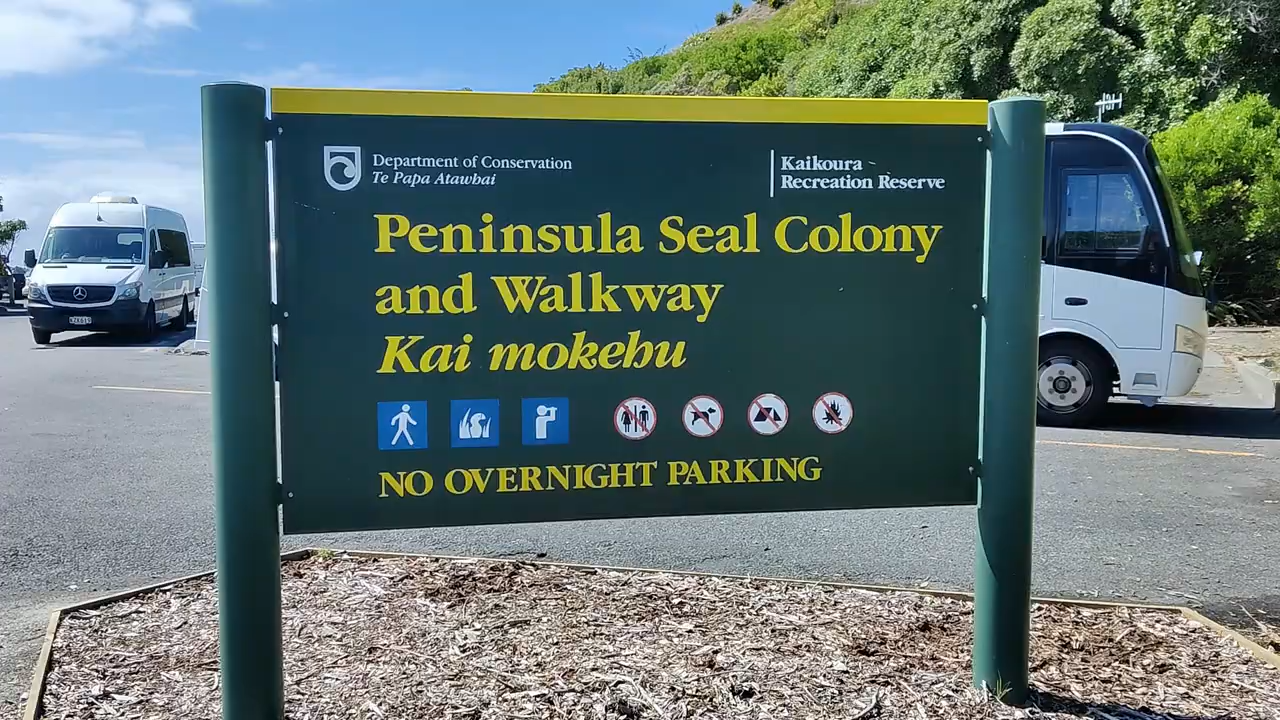 Department of Conservation
Te Papa Atawhai
Kaikoura
Recreation Reserve
Peninsula Seal Colony
and Walkway
Kai mokehu
NO OVERNIGHT PARKING